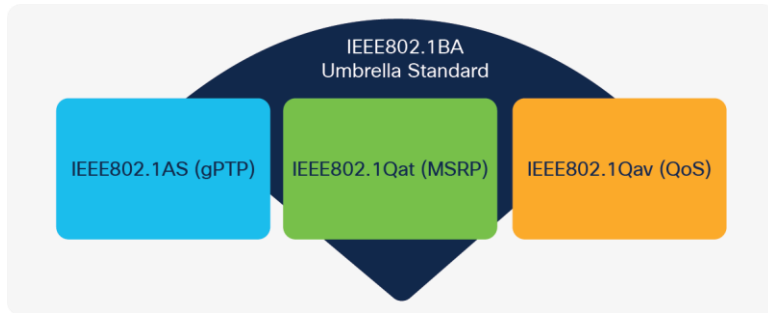 IEEE802.1BA
Umbrella Standard
IEEE802.1AS (gPTP)
IEEE802.1Qat (MSRP)
IEEE802.1Qav (QoS)